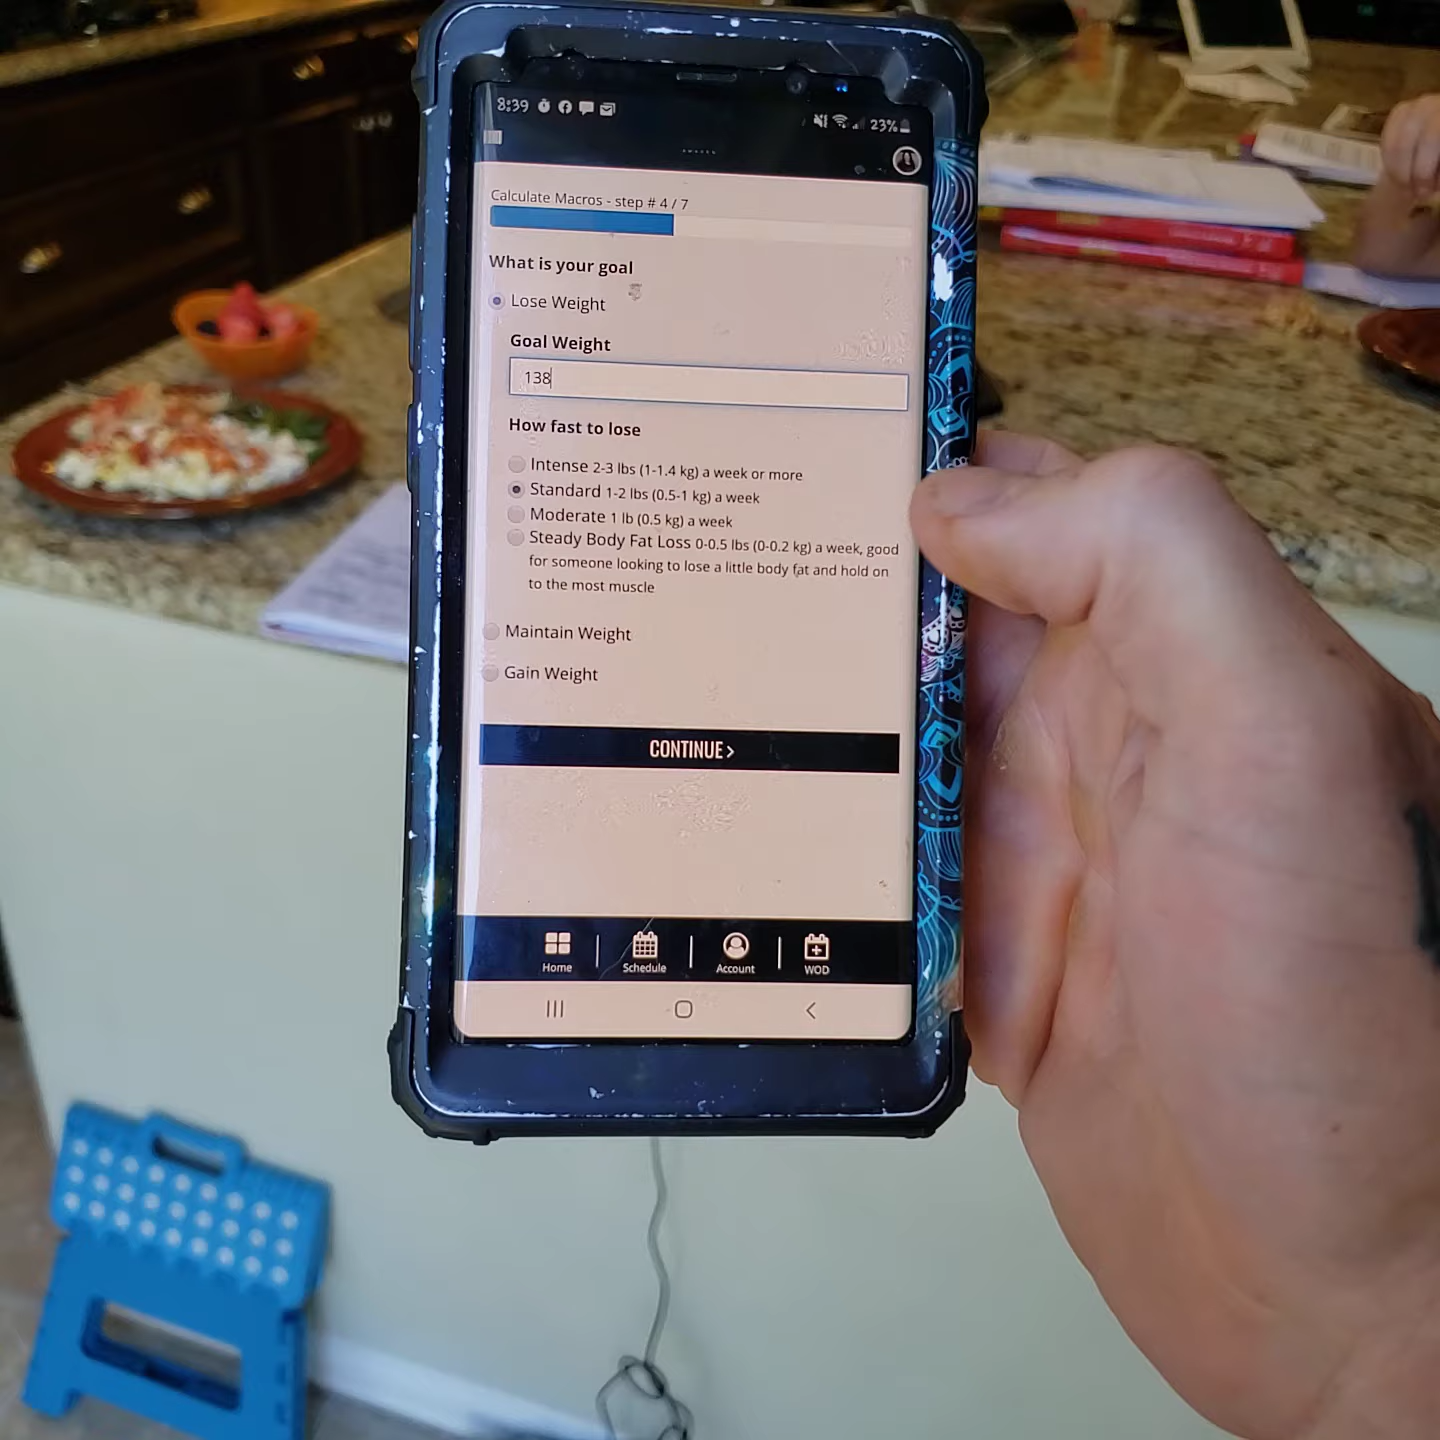 8:39
23%
Calculate Macros - step # 4 / 7
What is your goal
Lose Weight
Goal Weight
138
How fast to lose
Intense 2-3 lbs (1-1.4 kg) a week or more
Standard 1-2 lbs (0.5-1 kg) a week
Moderate 1 lb (0.5 kg) a week
Steady Body Fat Loss 0-0.5 lbs (0-0.2 kg) a week, good
for someone looking to lose a little body fat and hold on
to the most muscle
Maintain Weight
Gain Weight
CONTINUE >
Home
Schedule
Account
WOD